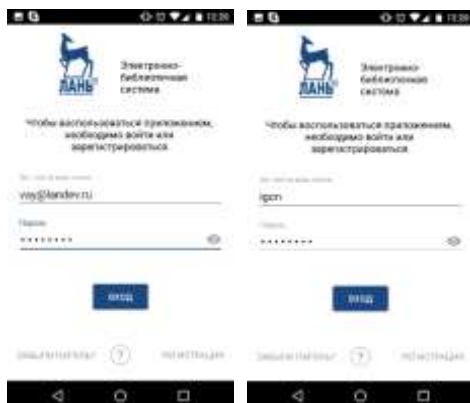 ЛАНЬ
Электронно-
библиотечная
система
Чтобы воспользоваться приложением,
необходимо войти или
зарегистрироваться
vay@landev.ru
Пароль
ВХОД
ЗАБЫЛИ ПАРОЛЬ?
?
РЕГИСТРАЦИЯ
ЛАНЬ
Электронно-
библиотечная
система
Чтобы воспользоваться приложением,
необходимо войти или
зарегистрироваться
Пароль
ВХОД
ЗАБЫЛИ ПАРОЛЬ?
?
РЕГИСТРАЦИЯ